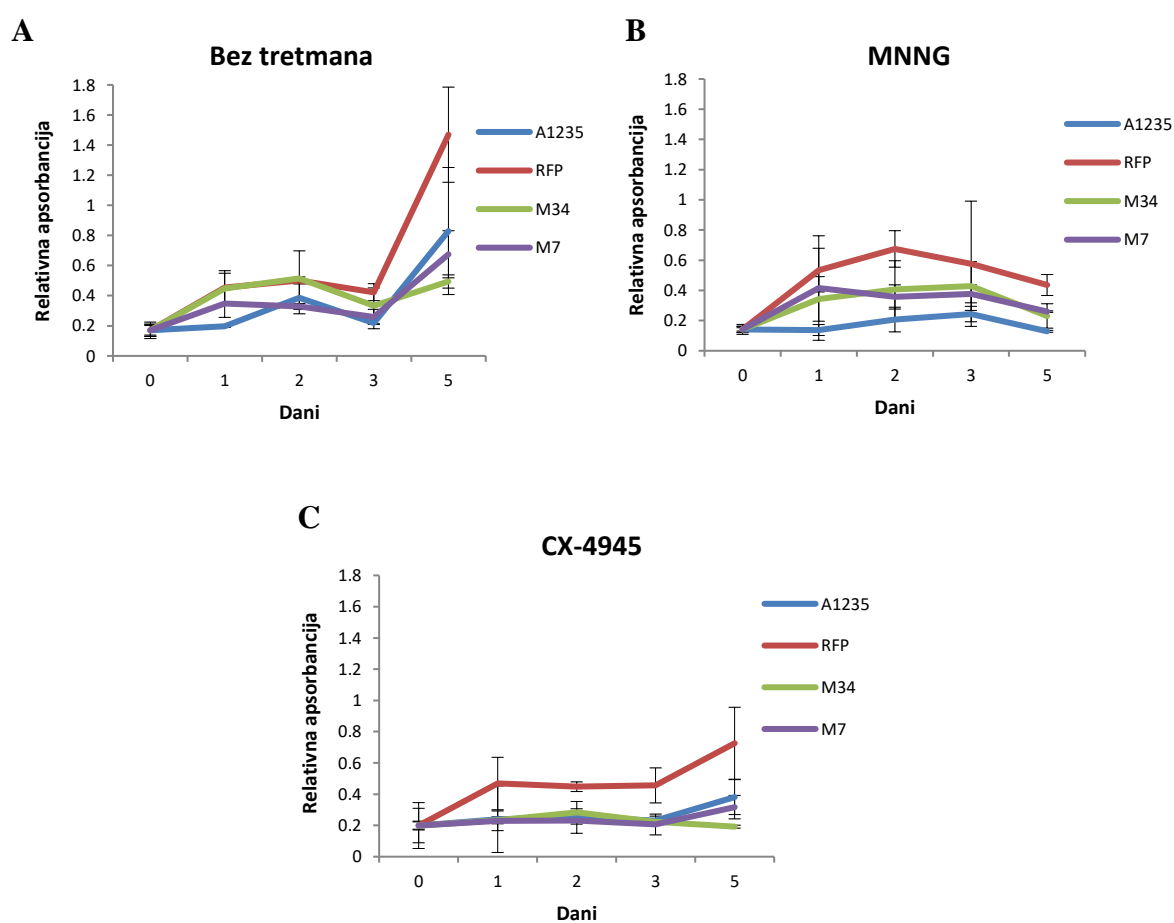 A
Bez tretmana
Relativna apsorbancija
1.8
1.6
1.4
1.2
1
0.8
0.6
0.4
0.2
0
0 1 2 3 5
Dani
A1235
RFP
M34
M7
B
MNNG
Relativna apsorbancija
1.8
1.6
1.4
1.2
1
0.8
0.6
0.4
0.2
0
0 1 2 3 5
Dani
A1235
RFP
M34
M7
C
CX-4945
Relativna apsorbancija
1.8
1.6
1.4
1.2
1
0.8
0.6
0.4
0.2
0
0 1 2 3 5
Dani
A1235
RFP
M34
M7